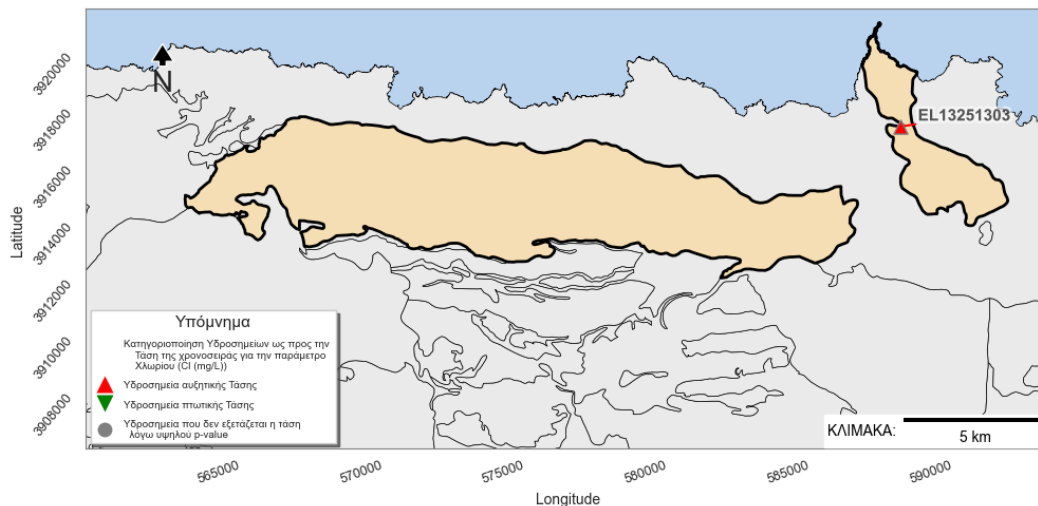 N
EL13251303
3920000
3918000
3916000
3914000
3912000
3910000
3908000
Latitude
Υπόμνημα
Κατηγοριοποίηση Υδροσημείων ως προς την
Τάση της χρονοσειράς για την παράμετρο
Χλωρίου (Cl (mg/L))
Υδροσημεία αυξητικής Τάσης
Υδροσημεία πτωτικής Τάσης
Υδροσημεία που δεν εξετάζεται η τάση
λόγω υψηλού p-value
ΚΛΙΜΑΚΑ:
5 km
565000
570000
575000
580000
585000
590000
Longitude